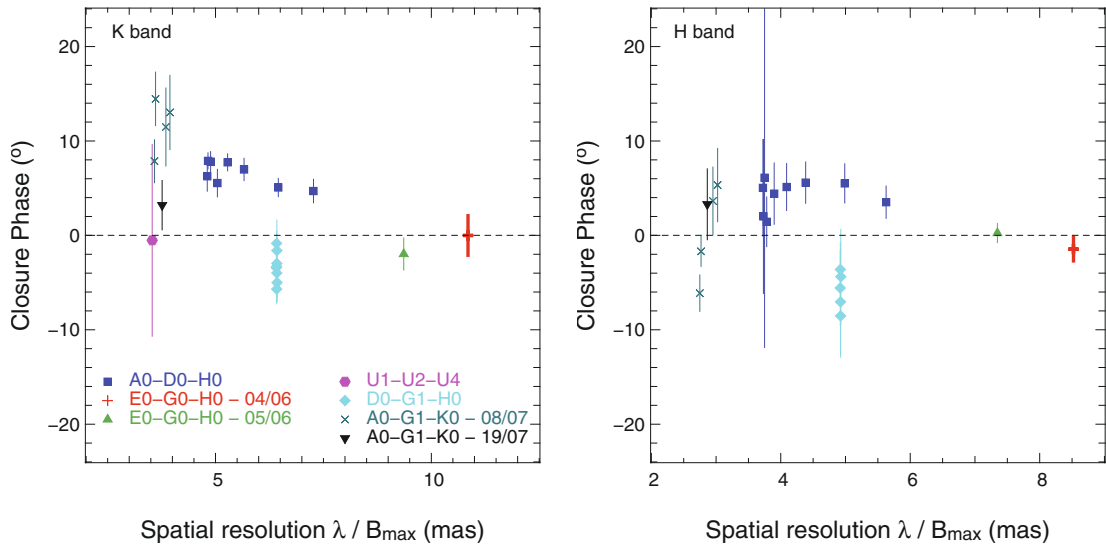 K band
20
10
0
−10
−20
Closure Phase (º)
A0−D0−H0
E0−G0−H0 − 04/06
E0−G0−H0 − 05/06
U1−U2−U4
D0−G1−H0
A0−G1−K0 − 08/07
A0−G1−K0 − 19/07
5 10
Spatial resolution λ / Bmax (mas)
H band
20
10
0
−10
−20
Closure Phase (º)
2 4 6 8
Spatial resolution λ / Bmax (mas)